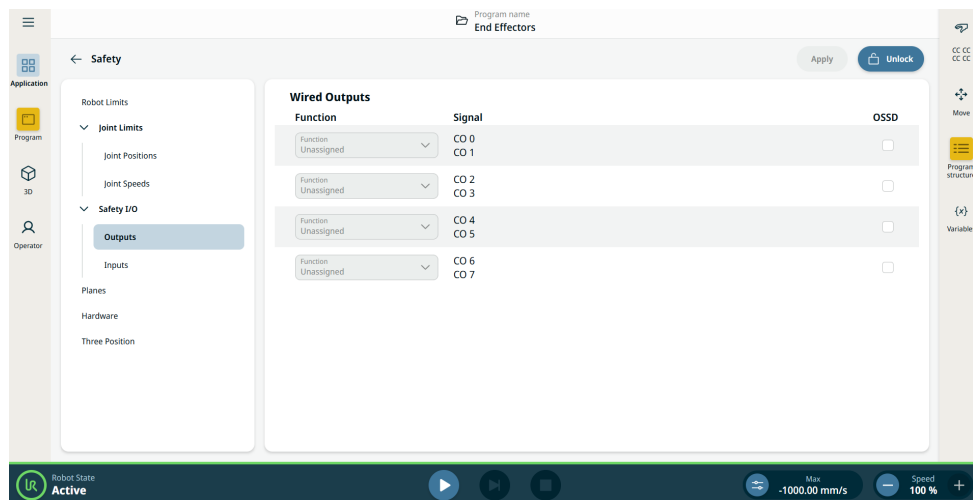 Program name
End Effectors
Application
Program
3D
Operator
Safety
Apply
Unlock
Robot Limits
Joint Limits
Joint Positions
Joint Speeds
Safety I/O
Outputs
Inputs
Planes
Hardware
Three Position
Wired Outputs
Function
Signal
OSSD
Function
Unassigned
CO 0
CO 1
Function
Unassigned
CO 2
CO 3
Function
Unassigned
CO 4
CO 5
Function
Unassigned
CO 6
CO 7
CC CC
CC CC
Move
Program
structure
{x}
Variable
Robot State
Active
Max
-1000.00 mm/s
Speed
100 %